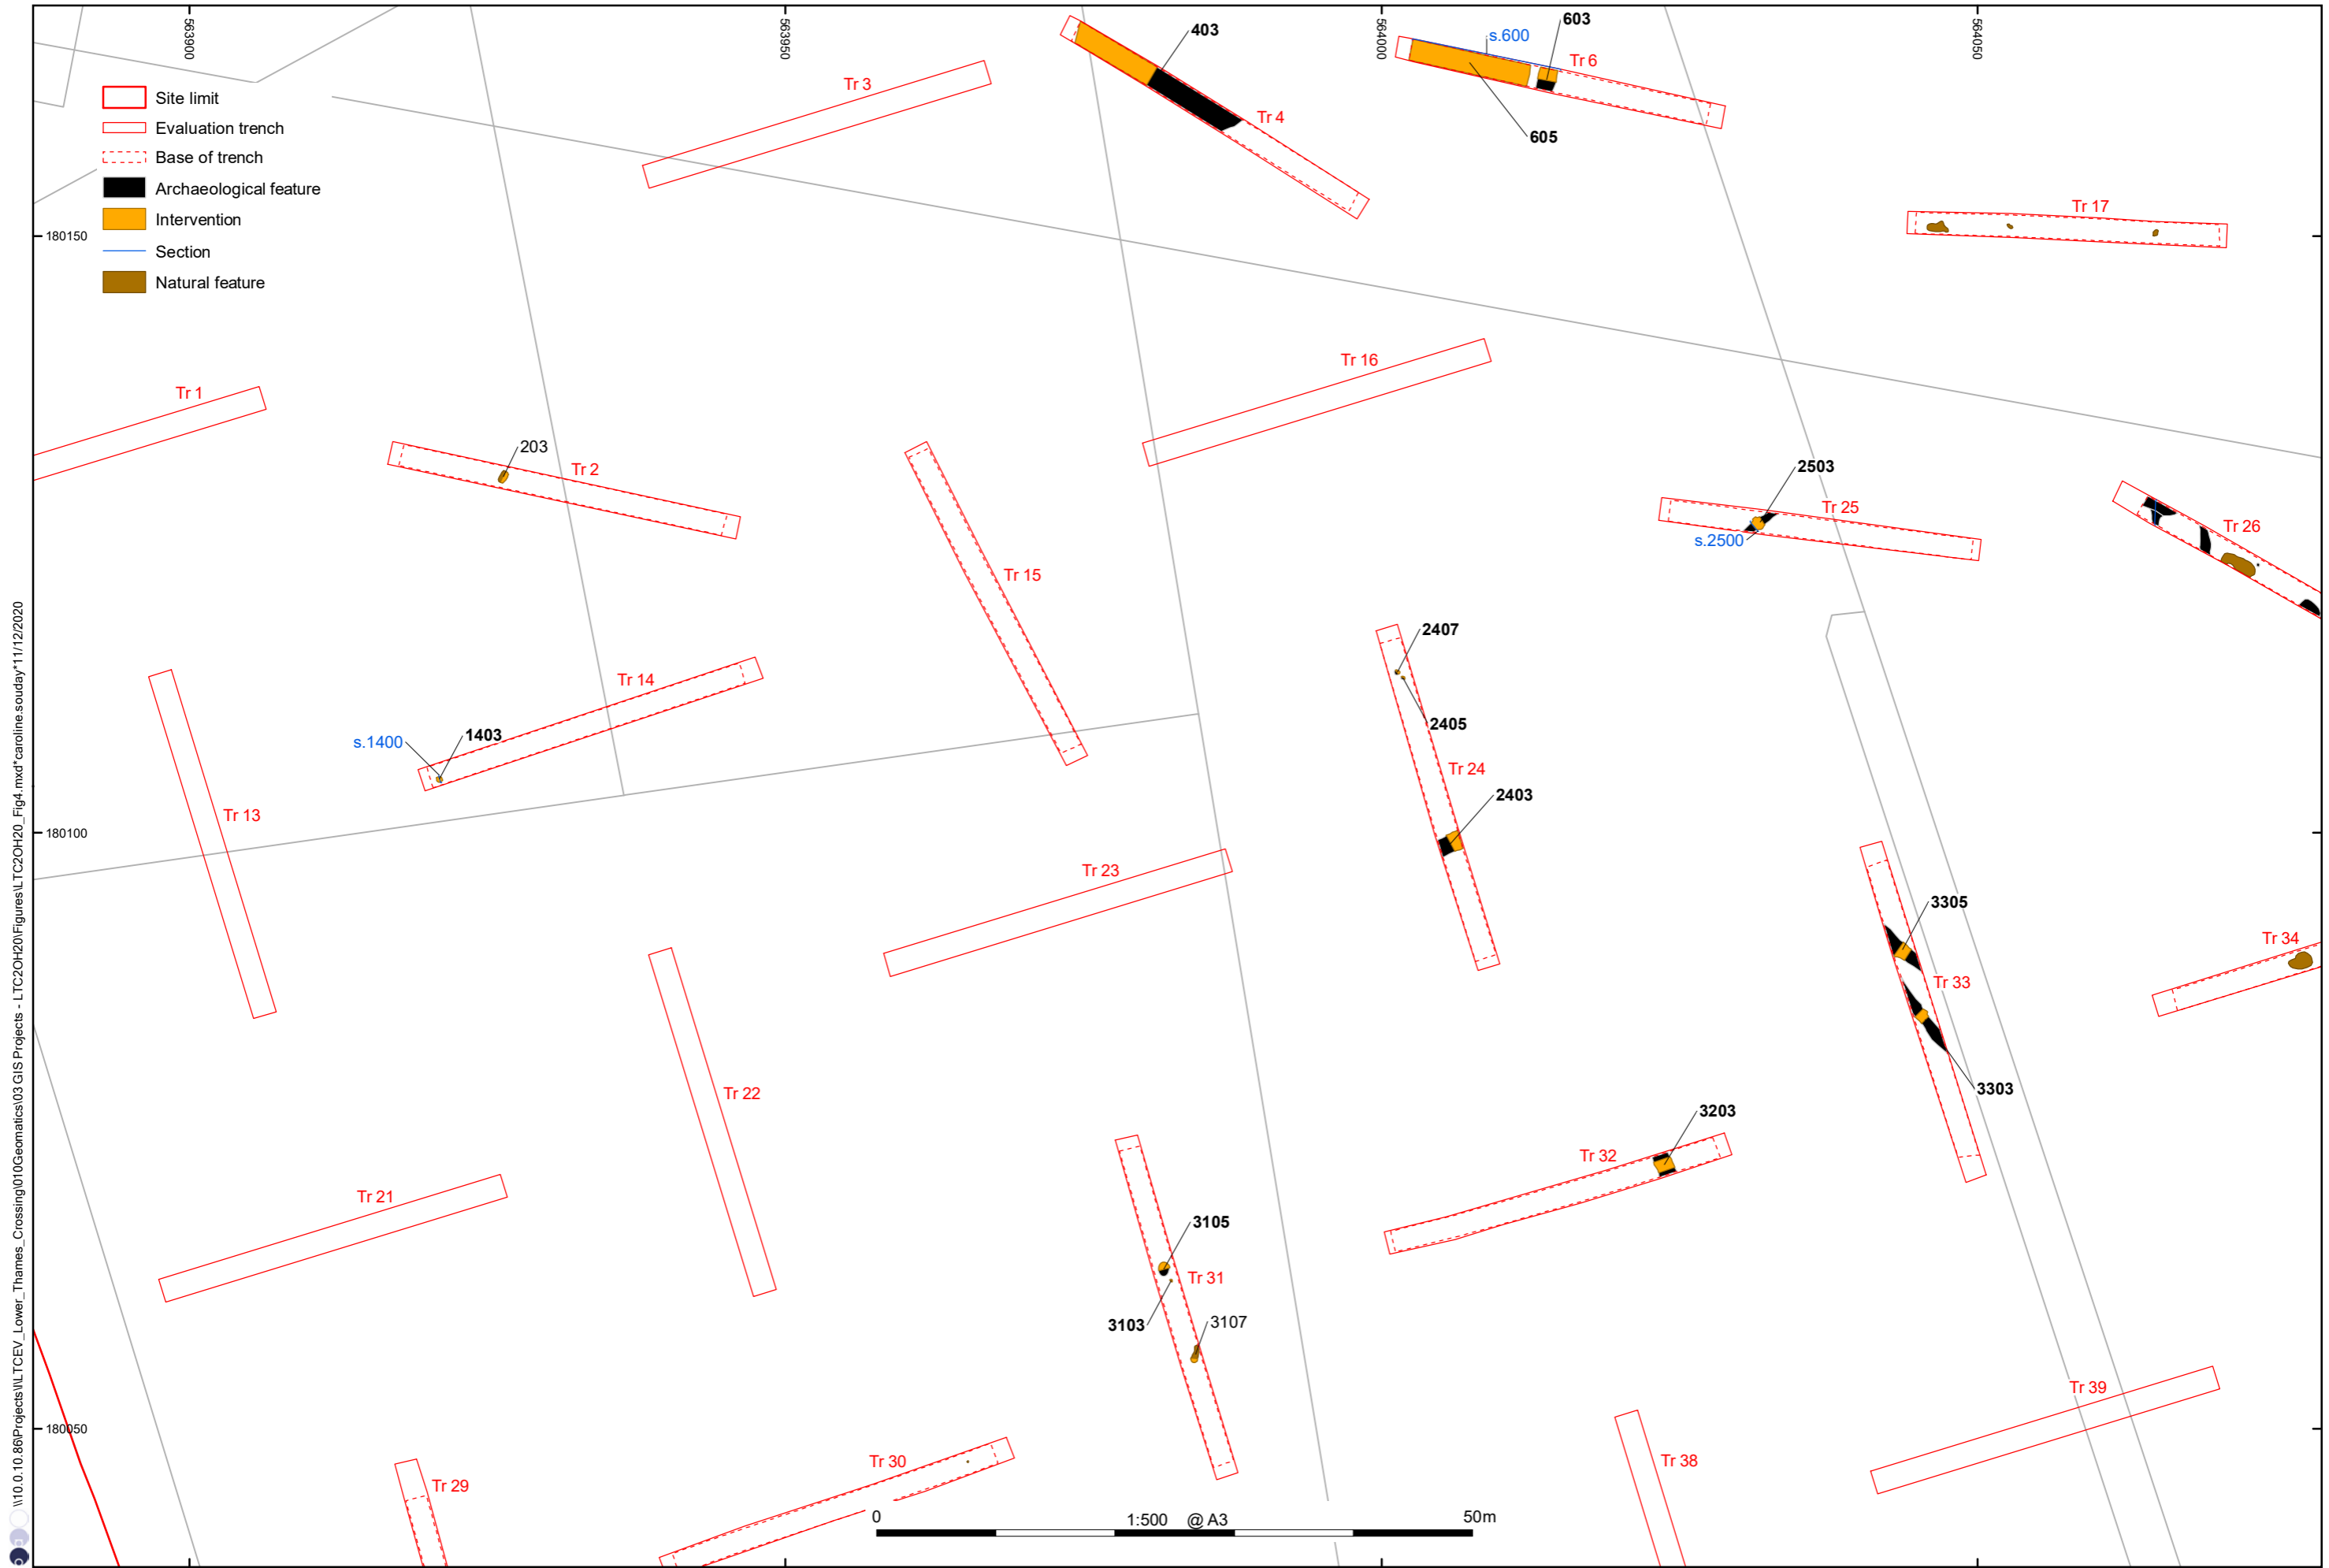 563900
563950
564000
564050
603
403
s.600
Tr 6
Tr 3
Site limit
Tr 4
Evaluation trench
605
Base of trench
Archaeological feature
Tr 17
Intervention
180150
Section
Natural feature
Tr 16
Tr 1
203
Tr 2
2503
Tr 25
Tr 26
s.2500
Tr 15
2407
Tr 14
2405
s.1400
1403
Tr 24
2403
Tr 13
180100
Tr 23
3305
Tr 34
Tr 33
Tr 22
3303
3203
Tr 32
Tr 21
3105
Tr 31
3103
3107
Tr 39
180050
Tr 30
Tr 38
Tr 29
0
1:500 @ A3
50m
\\10.0.10.86\Projects\l\LTCEV_Lower_Thames_Crossing\010Geomatics\03 GIS Projects - LTC2OH20\Figures\LTC2OH20_Fig4.mxd*caroline.souday*11/12/2020